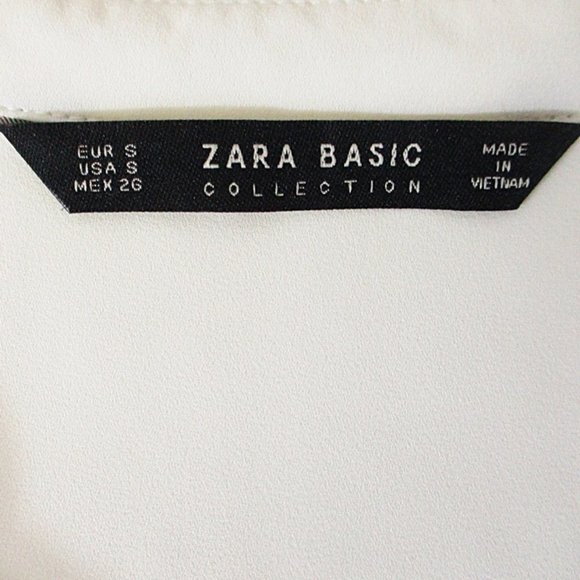 EUR S
USA S
MEX 26
ZARA BASIC
COLLECTION
MADE
IN
VIETNAM